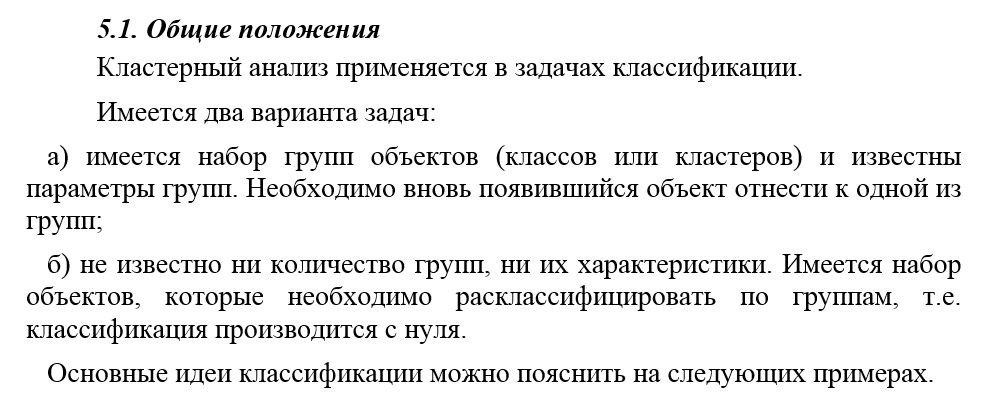 5.1. Общие положения
Кластерный анализ применяется в задачах классификации.
Имеется два варианта задач:
а) имеется набор групп объектов (классов или кластеров) и известны
параметры групп. Необходимо вновь появившийся объект отнести к одной из
групп;
б) не известно ни количество групп, ни их характеристики. Имеется набор
объектов, которые необходимо расклассифицировать по группам, т.е.
классификация производится с нуля.
Основные идеи классификации можно пояснить на следующих примерах.